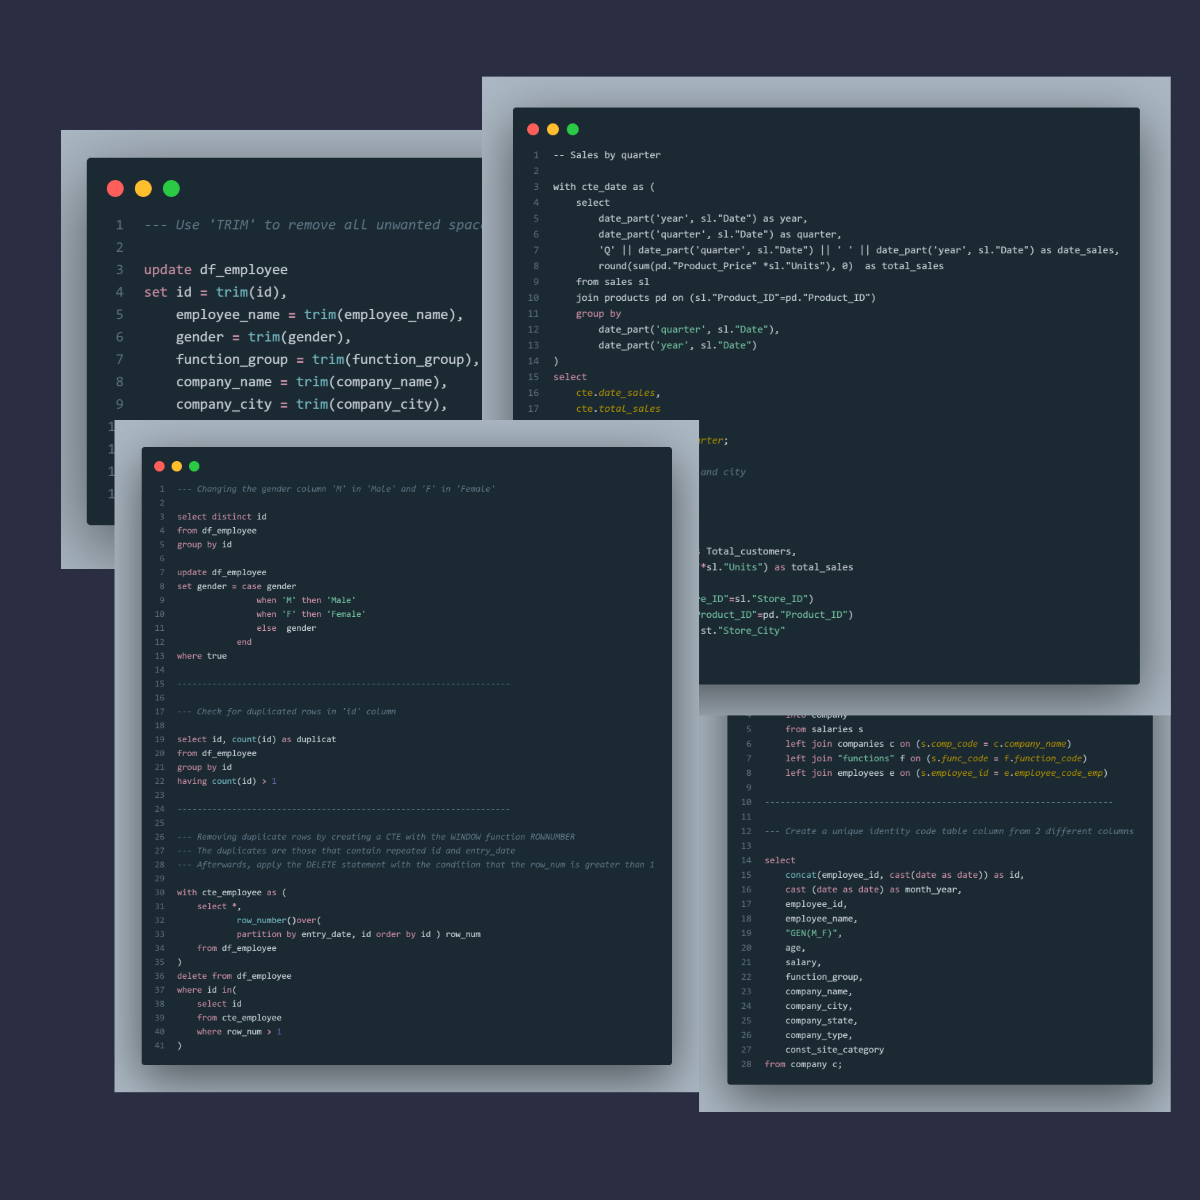 1 --- Use 'TRIM' to remove all unwanted
2
3 update df_employee
4 set id = trim(id),
5 employee_name = trim(employee_name),
6 gender = trim(gender),
7 function_group = trim(function_group),
8 company_name = trim(company_name),
9 company_city = trim(company_city),
1 -- Sales by quarter
2
3 with cte_date as (
4 select
5 date_part('year', sl."Date") as year,
6 date_part('quarter', sl."Date") as quarter,
7 'Q' || date_part('quarter', sl."Date") || ' ' || date_part('year', sl."Date") as date_sales,
8 round(sum(pd."Product_Price" *sl."Units"), 0)  as total_sales
9 from sales sl
10 join products pd on (sl."Product_ID"=pd."Product_ID")
11 group by
12 date_part('quarter', sl."Date"),
13 date_part('year', sl."Date")
14 )
15 select
16 cte.date_sales,
17 cte.total_sales
and city
Total_customers,
*sl."Units") as total_sales
_ID"=sl."Store_ID")
roduct_ID"=pd."Product_ID")
st."Store_City"
1 --- Changing the gender column 'M' in 'Male' and 'F' in 'Female'
2
3 select distinct id
4 from df_employee
5 group by id
6
7 update df_employee
8 set gender = case gender
9 when 'M' then 'Male'
10 when 'F' then 'Female'
11 else  gender
12 end
13 where true
14
15 -------------------------------------------------------------------
16
17 --- Check for duplicated rows in 'id' column
18
19 select id, count(id) as duplicat
20 from df_employee
21 group by id
22 having count(id) > 1
23
24 -------------------------------------------------------------------
25
26 --- Removing duplicate rows by creating a CTE with the WINDOW function ROWNUMBER
27 --- The duplicates are those that contain repeated id and entry_date
28 --- Afterwards, apply the DELETE statement with the condition that the row_num is greater than 1
29
30 with cte_employee as (
31 select *,
32 row_number()over(
33 partition by entry_date, id order by id ) row_num
34 from df_employee
35 )
36 delete from df_employee
37 where id in(
38 select id
39 from cte_employee
40 where row_num > 1
41 )
4 into company
5 from salaries s
6 left join companies c on (s.comp_code = c.company_name)
7 left join "functions" f on (s.func_code = f.function_code)
8 left join employees e on (s.employee_id = e.employee_code_emp)
9
10 ----------------------------------------------------------------------
11
12 --- Create a unique identity code table column from 2 different columns
13
14 select
15 concat(employee_id, cast(date as date)) as id,
16 cast (date as date) as month_year,
17 employee_id,
18 employee_name,
19 "GEN(M_F)",
20 age,
21 salary,
22 function_group,
23 company_name,
24 company_city,
25 company_state,
26 company_type,
27 const_site_category
28 from company c;